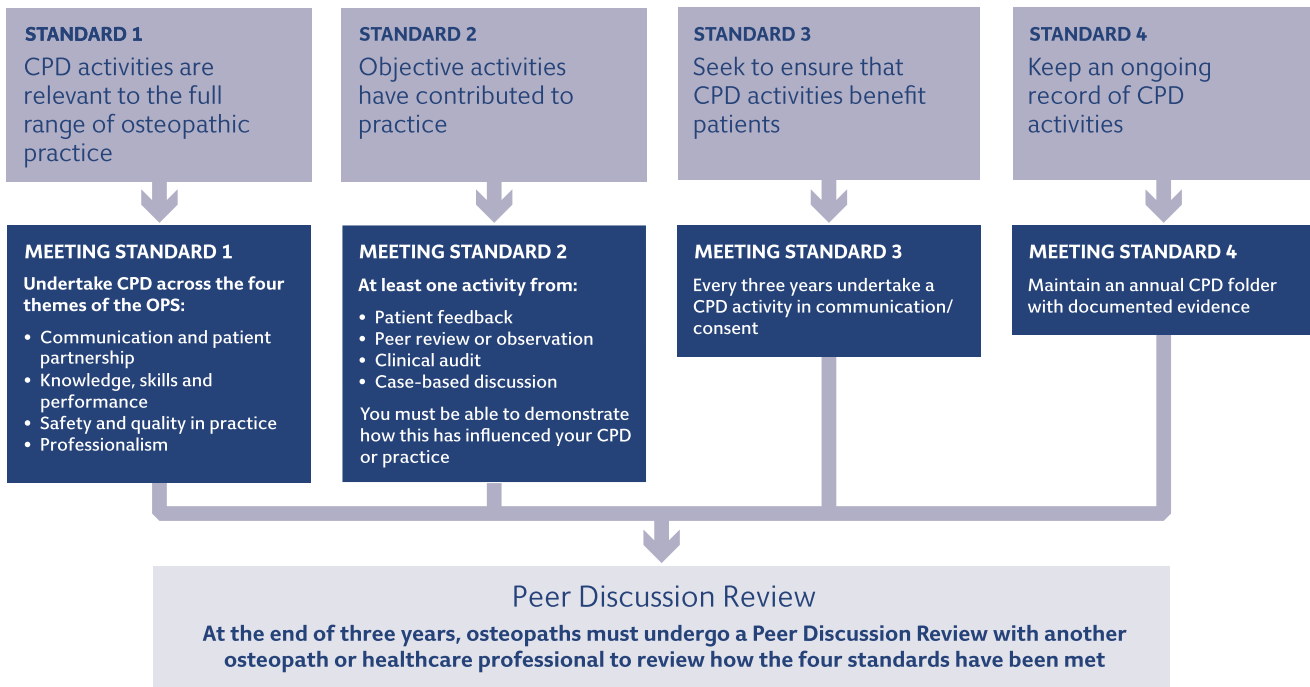 STANDARD 1
CPD activities are
relevant to the full
range of osteopathic
practice
STANDARD 2
Objective activities
have contributed to
practice
STANDARD 3
Seek to ensure that
CPD activities benefit
patients
STANDARD 4
Keep an ongoing
record of CPD
activities
MEETING STANDARD 1
Undertake CPD across the four
themes of the OPS:
• Communication and patient
partnership
• Knowledge, skills and
performance
• Safety and quality in practice
• Professionalism
MEETING STANDARD 2
At least one activity from:
• Patient feedback
• Peer review or observation
• Clinical audit
• Case-based discussion
You must be able to demonstrate
how this has influenced your CPD
or practice
MEETING STANDARD 3
Every three years undertake a
CPD activity in communication/
consent
MEETING STANDARD 4
Maintain an annual CPD folder
with documented evidence
Peer Discussion Review
At the end of three years, osteopaths must undergo a Peer Discussion Review with another
osteopath or healthcare professional to review how the four standards have been met